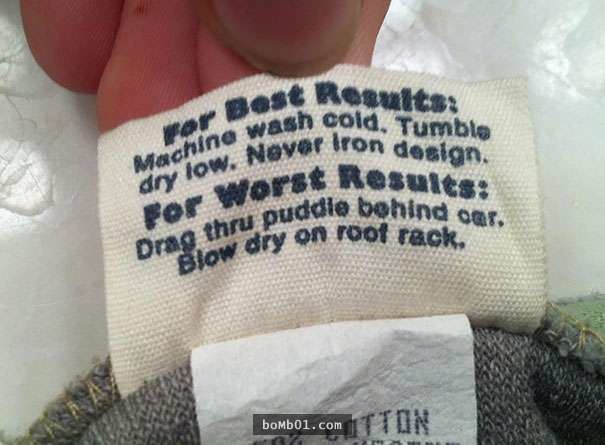 For Best Results:
Machine wash cold. Tumble
dry low. Never iron design.
For Worst Results:
Drag thru puddle behind car.
Blow dry on roof rack.
COTTON
boMb01.com